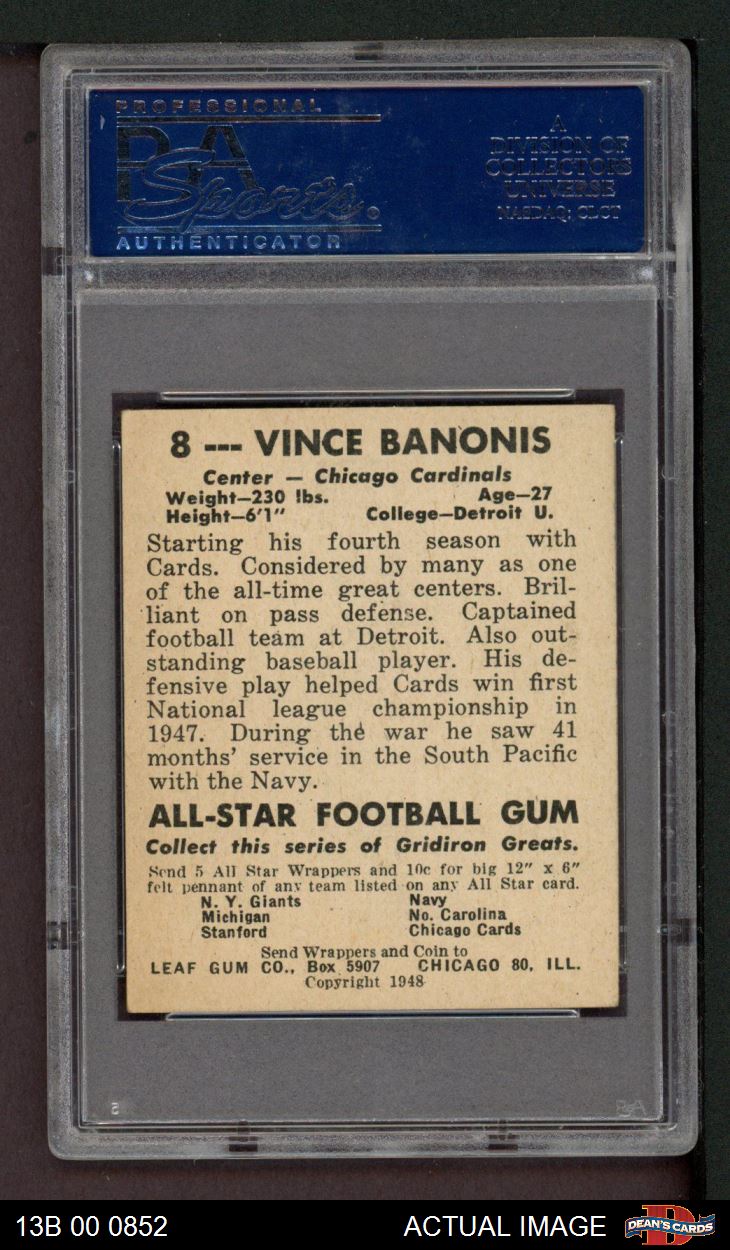 PROFESSIONAL
PSA
Sports
AUTHENTICATOR
A
DIVISION OF
COLLECTORS
UNIVERSE
NASDAQ: CLCT
8 --- VINCE BANONIS
Center — Chicago Cardinals
Weight—230 lbs. Age—27
Height—6'1" College—Detroit U.
Starting his fourth season with
Cards. Considered by many as one
of the all-time great centers. Bril-
liant on pass defense. Captained
football team at Detroit. Also out-
standing baseball player. His de-
fensive play helped Cards win first
National league championship in
1947. During the war he saw 41
months' service in the South Pacific
with the Navy.
ALL-STAR FOOTBALL GUM
Collect this series of Gridiron Greats.
Send 5 All Star Wrappers and 10c for big 12" x 6"
felt pennant of any team listed on any All Star card.
N. Y. Giants Navy
Michigan No. Carolina
Stanford Chicago Cards
Send Wrappers and Coin to
LEAF GUM CO., Box 5907 CHICAGO 80, ILL.
Copyright 1948
13B 00 0852 ACTUAL IMAGE DEAN'S CARDS